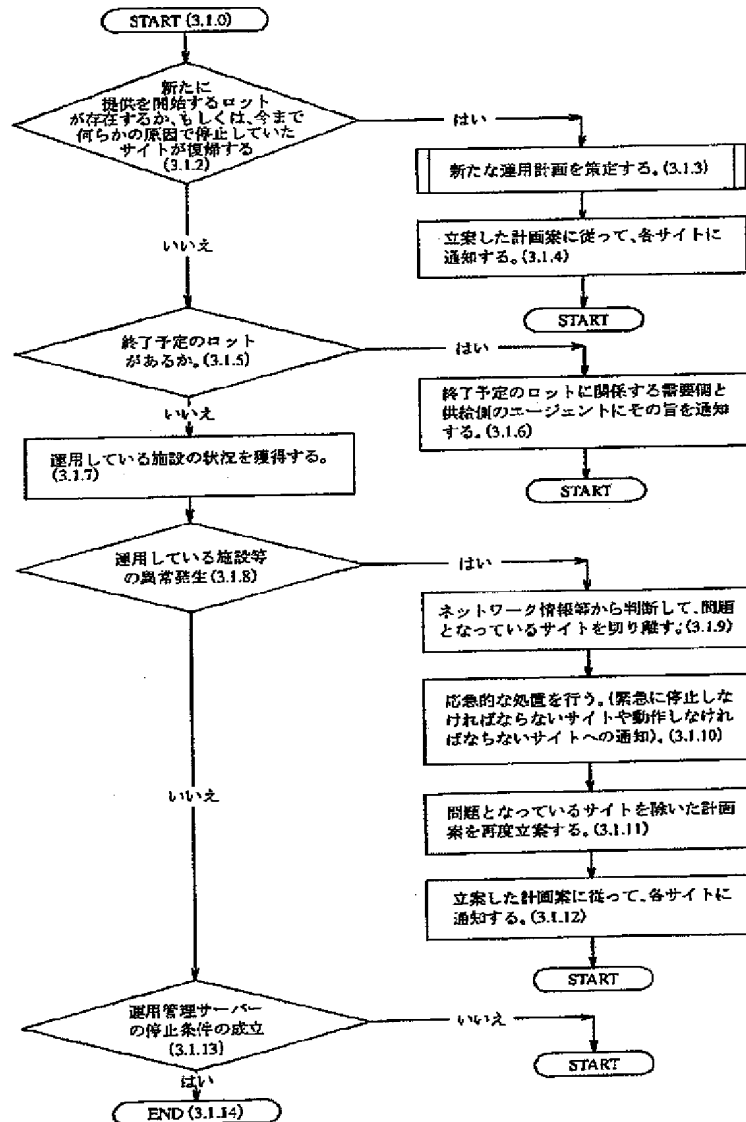 START (3.1.0)
新たに
提供を開始するロット
が存在するか、もしくは、今まで
何らかの原因で停止していた
サイトが復帰する
(3.1.2)
はい
新たな運用計画を策定する。(3.1.3)
立案した計画案に従って、各サイトに
通知する。(3.1.4)
START
いいえ
終了予定のロット
があるか。(3.1.5)
はい
終了予定のロットに関係する需要側と
供給側のエージェントにその旨を通知
する。(3.1.6)
START
いいえ
運用している施設の状況を獲得する。
(3.1.7)
運用している施設等
の異常発生(3.1.8)
はい
ネットワーク情報等から判断して、問題
となっているサイトを切り離す。(3.1.9)
応急的な処置を行う。(緊急に停止しな
ければならないサイトや動作しなけれ
ばならないサイトへの通知)。(3.1.10)
問題となっているサイトを除いた計画
案を再度立案する。(3.1.11)
立案した計画案に従って、各サイトに
通知する。(3.1.12)
START
いいえ
運用管理サーバー
の停止条件の成立
(3.1.13)
いいえ
START
はい
END (3.1.14)